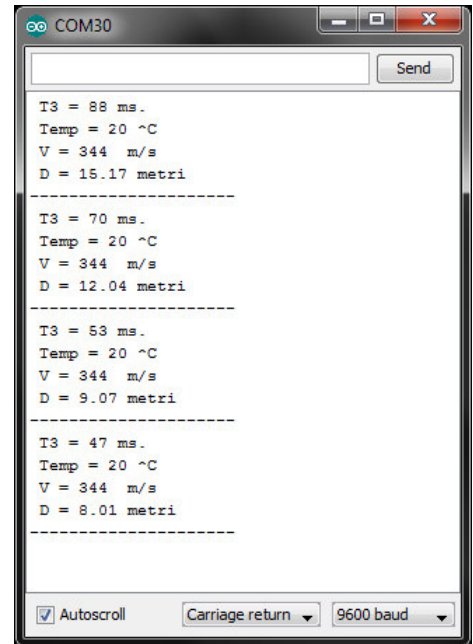 COM30
Send
T3 = 88 ms.
Temp = 20 ^C
V = 344  m/s
D = 15.17 metri
---------------------
T3 = 70 ms.
Temp = 20 ^C
V = 344  m/s
D = 12.04 metri
---------------------
T3 = 53 ms.
Temp = 20 ^C
V = 344  m/s
D = 9.07 metri
---------------------
T3 = 47 ms.
Temp = 20 ^C
V = 344  m/s
D = 8.01 metri
---------------------
Autoscroll Carriage return 9600 baud